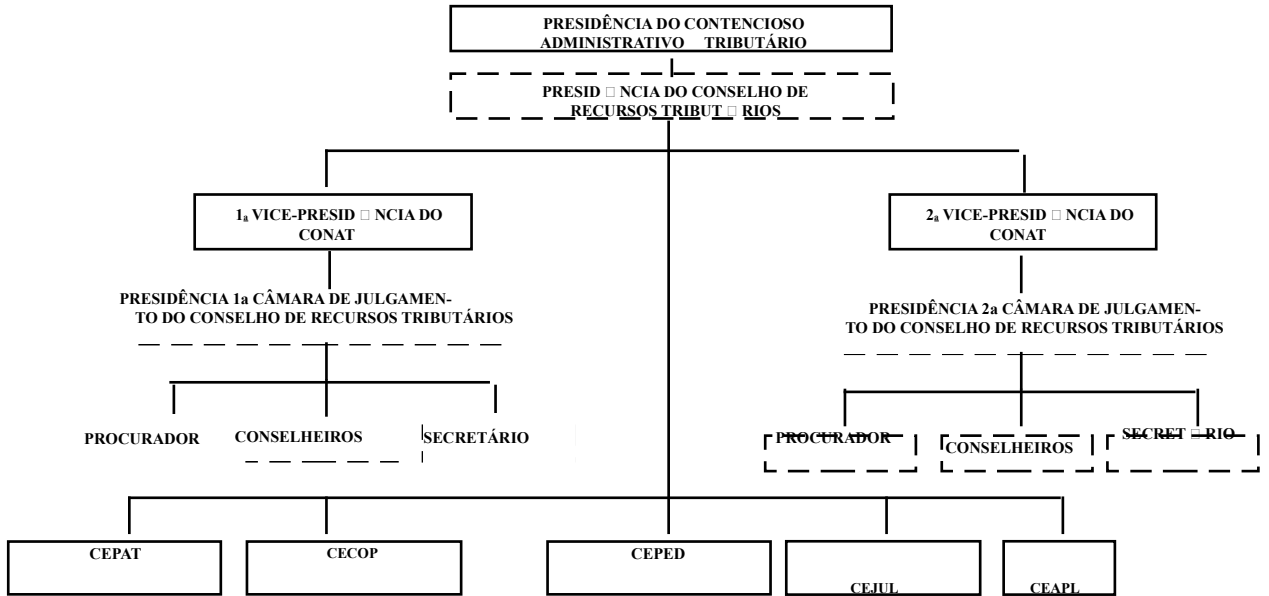 PRESIDÊNCIA DO CONTENCIOSO
ADMINISTRATIVO TRIBUTÁRIO
PRESID □ NCIA DO CONSELHO DE
RECURSOS TRIBUT □ RIOS
1ª VICE-PRESID □ NCIA DO
CONAT
2ª VICE-PRESID □ NCIA DO
CONAT
PRESIDÊNCIA 1a CÂMARA DE JULGAMEN-
TO DO CONSELHO DE RECURSOS TRIBUTÁRIOS
PRESIDÊNCIA 2a CÂMARA DE JULGAMEN-
TO DO CONSELHO DE RECURSOS TRIBUTÁRIOS
PROCURADOR
CONSELHEIROS
SECRETÁRIO
PROCURADOR
CONSELHEIROS
SECRET □ RIO
CEPAT
CECOP
CEPED
CEJUL
CEAPL